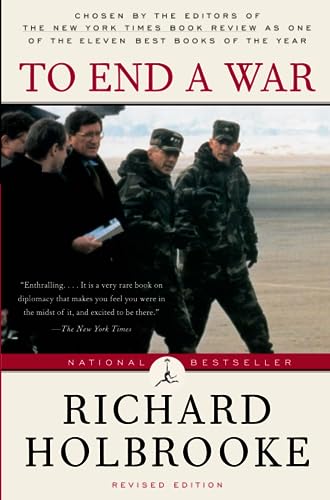 CHOSEN BY THE EDITORS OF
THE NEW YORK TIMES BOOK REVIEW AS ONE
OF THE ELEVEN BEST BOOKS OF THE YEAR
TO END A WAR
"Enthralling. . . . It is a very rare book on
diplomacy that makes you feel you were in
the midst of it, and excited to be there."
—The New York Times
NATIONAL BESTSELLER
RICHARD
HOLBROOKE
REVISED EDITION